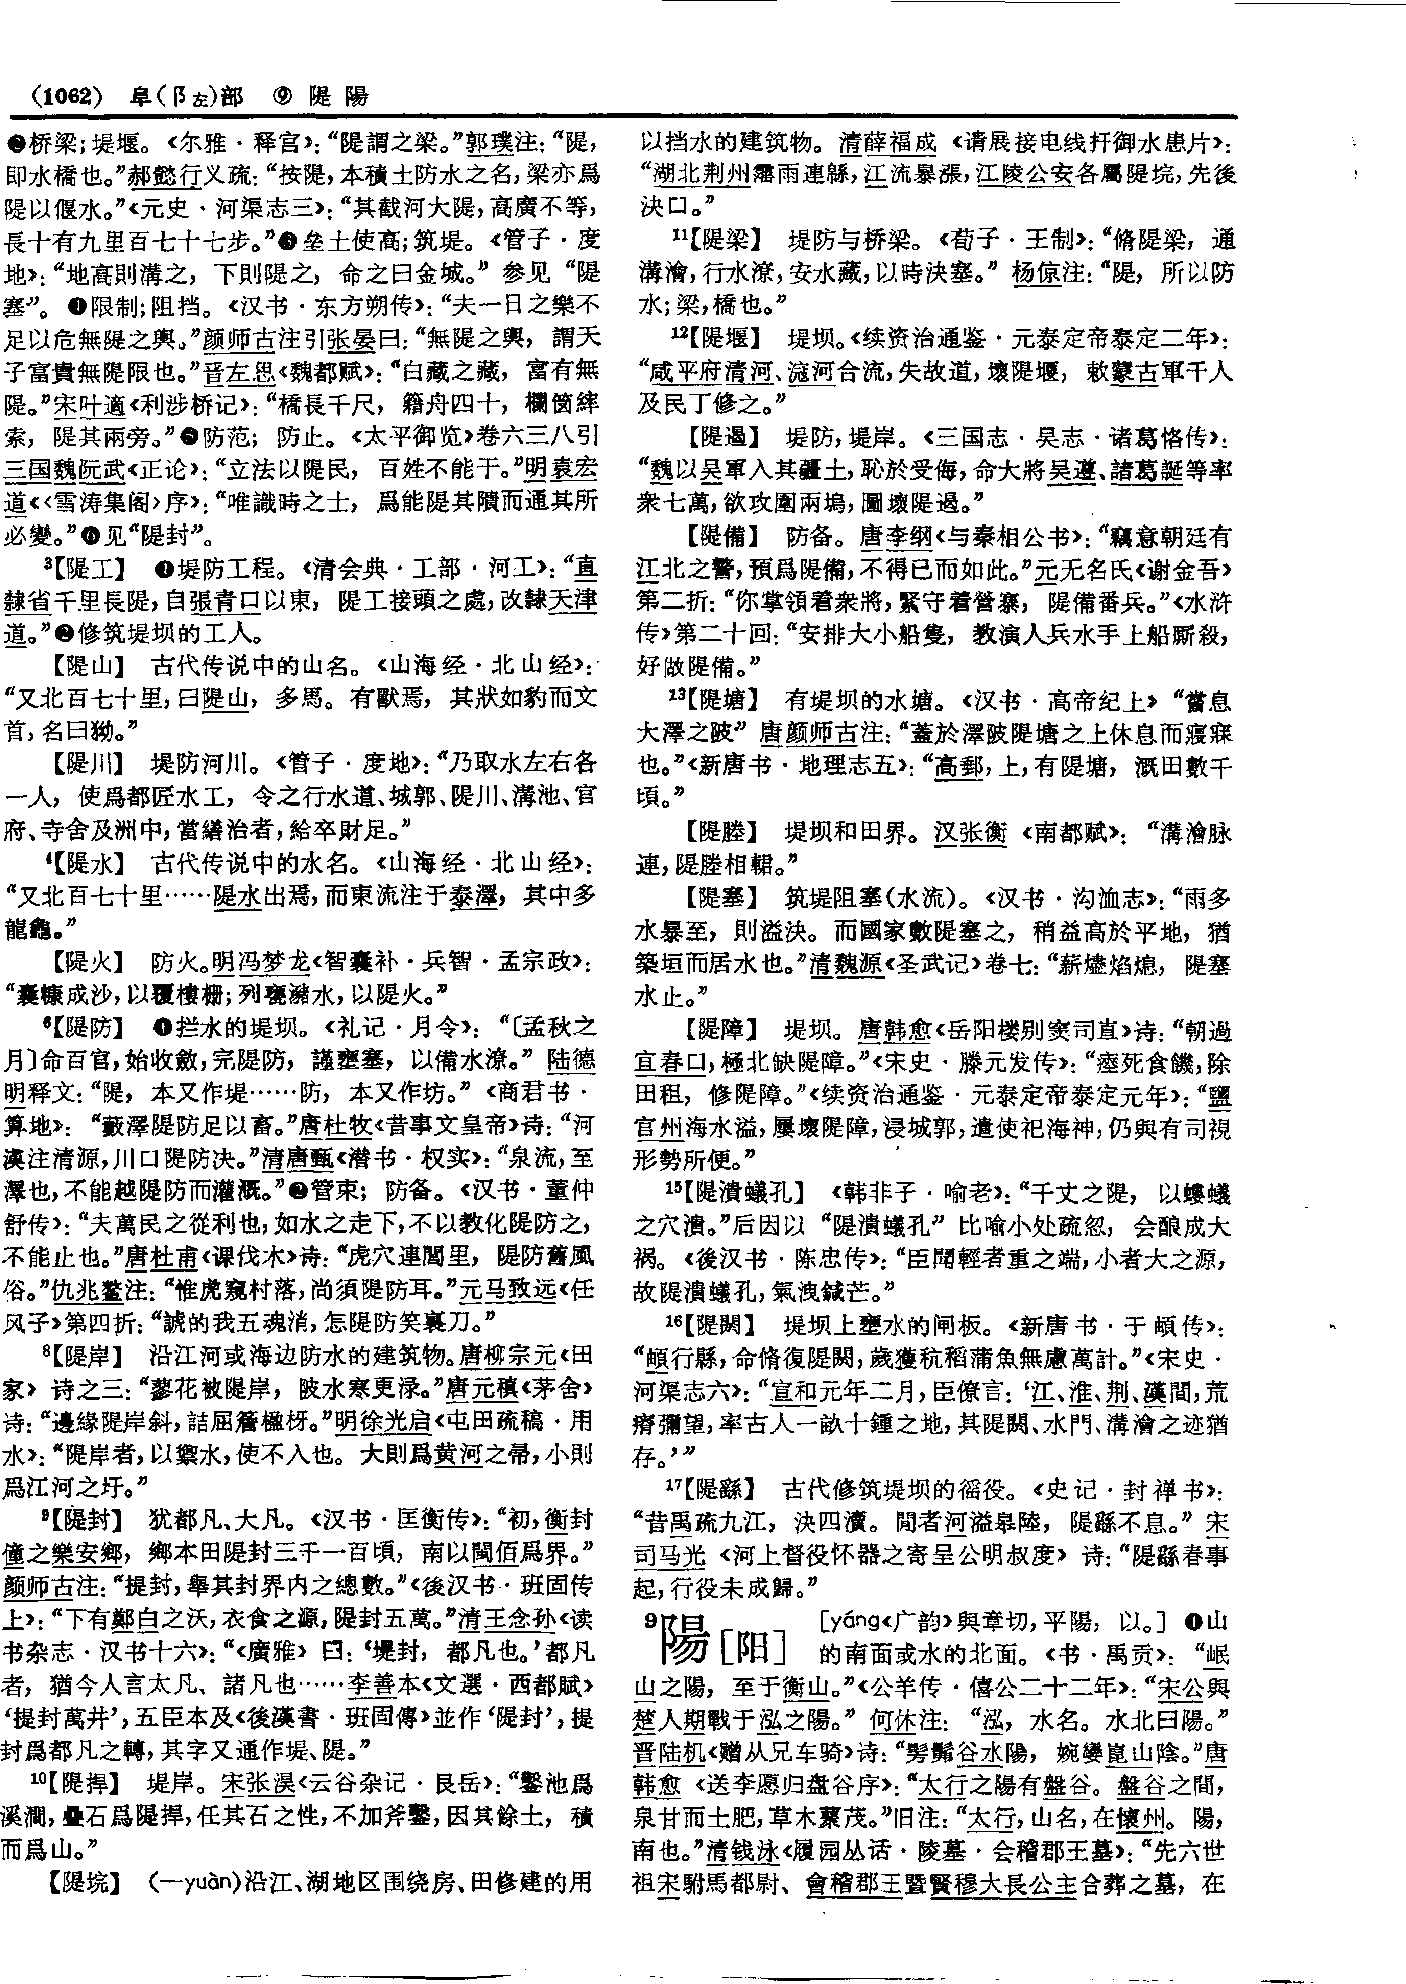 (1062) 阜(阝左)部 ⑨ 隄 陽
❷桥梁；堤堰。《尔雅·释宫》：“隄謂之梁。”郭璞注：“隄，
即水橋也。”郝懿行义疏：“按隄，本積土防水之名，梁亦爲
隄以偃水。”《元史·河渠志三》：“其截河大隄，高廣不等，
長十有九里百七十七步。”❸垒土使高；筑堤。《管子·度
地》：“地高則溝之，下則隄之，命之曰金城。”参见“隄
塞”。❹限制；阻挡。《汉书·东方朔传》：“夫一日之樂不
足以危無隄之輿。”颜师古注引张晏曰：“無隄之輿，謂天
子富貴無隄限也。”晋左思《魏都赋》：“白藏之藏，富有無
隄。”宋叶適《利涉桥记》：“橋長千尺，籍舟四十，欄筃緈
索，隄其兩旁。”❺防范；防止。《太平御览》卷六三八引
三国魏阮武《正论》：“立法以隄民，百姓不能于。”明袁宏
道《〈雪涛集阁〉序》：“唯識時之士，爲能隄其隤而通其所
必變。”❻见“隄封”。
3【隄工】 ❶堤防工程。《清会典·工部·河工》：“直
隸省千里長隄，自張青口以東，隄工接頭之處，改隸天津
道。”❷修筑堤坝的工人。
【隄山】 古代传说中的山名。《山海经·北山经》：
“又北百七十里，曰隄山，多馬。有獸焉，其狀如豹而文
首，名曰狕。”
【隄川】 堤防河川。《管子·度地》：“乃取水左右各
一人，使爲都匠水工，令之行水道、城郭、隄川、溝池、官
府、寺舍及洲中，當繕治者，給卒財足。”
4【隄水】 古代传说中的水名。《山海经·北山经》：
“又北百七十里……隄水出焉，而東流注于泰澤，其中多
龍龜。”
【隄火】 防火。明冯梦龙《智囊补·兵智·孟宗政》：
“囊糠成沙，以覆樓栅；列甕潴水，以隄火。”
6【隄防】 ❶拦水的堤坝。《礼记·月令》：“〔孟秋之
月〕命百官，始收斂，完隄防，謹壅塞，以備水潦。”陆德
明释文：“隄，本又作堤……防，本又作坊。”《商君书·
算地》：“藪澤隄防足以畜。”唐杜牧《昔事文皇帝》诗：“河
漢注清源，川口隄防决。”清唐甄《潜书·权实》：“泉流，至
澤也，不能越隄防而灌溉。”❷管束；防备。《汉书·董仲
舒传》：“夫萬民之從利也，如水之走下，不以教化隄防之，
不能止也。”唐杜甫《课伐木》诗：“虎穴連閭里，隄防舊風
俗。”仇兆鳌注：“惟虎窺村落，尚須隄防耳。”元马致远《任
风子》第四折：“諕的我五魂消，怎隄防笑裏刀。”
8【隄岸】 沿江河或海边防水的建筑物。唐柳宗元《田
家》诗之三：“蓼花被隄岸，陂水寒更渌。”唐元稹《茅舍》
诗：“邊緣隄岸斜，詰屈簷楹枒。”明徐光启《屯田疏稿·用
水》：“隄岸者，以禦水，使不入也。大則爲黄河之帚，小則
爲江河之圩。”
9【隄封】 犹都凡、大凡。《汉书·匡衡传》：“初，衡封
僮之樂安鄉，鄉本田隄封三千一百頃，南以閩佰爲界。”
颜师古注：“提封，舉其封界内之總數。”《後汉书·班固传
上》：“下有鄭白之沃，衣食之源，隄封五萬。”清王念孙《读
书杂志·汉书十六》：“《廣雅》曰：‘堤封，都凡也。’都凡
者，猶今人言太凡、諸凡也……李善本《文選·西都賦》
‘提封萬井’，五臣本及《後漢書·班固傳》並作‘隄封’，提
封爲都凡之轉，其字又通作堤、隄。”
10【隄捍】 堤岸。宋张淏《云谷杂记·艮岳》：“鑿池爲
溪澗，疊石爲隄捍，任其石之性，不加斧鑿，因其餘土，積
而爲山。”
【隄垸】 （—yuàn)沿江、湖地区围绕房、田修建的用
以挡水的建筑物。清薛福成《请展接电线扞御水患片》：
“湖北荆州霪雨連緜，江流暴漲，江陵公安各屬隄垸，先後
決口。”
11【隄梁】 堤防与桥梁。《荀子·王制》：“脩隄梁，通
溝澮，行水潦，安水藏，以時決塞。”杨倞注：“隄，所以防
水；梁，橋也。”
12【隄堰】 堤坝。《续资治通鉴·元泰定帝泰定二年》：
“咸平府清河、滱河合流，失故道，壞隄堰，敕蒙古軍千人
及民丁修之。”
【隄遏】 堤防，堤岸。《三国志·吴志·诸葛恪传》：
“魏以吴軍入其疆土，恥於受侮，命大將吴遵、諸葛誕等率
衆七萬，欲攻圍兩塢，圖壞隄遏。”
【隄備】 防备。唐李纲《与秦相公书》：“竊意朝廷有
江北之警，預爲隄備，不得已而如此。”元无名氏《谢金吾》
第二折：“你掌領着衆將，緊守着營寨，隄備番兵。”《水浒
传》第二十回：“安排大小船隻，教演人兵水手上船厮殺，
好做隄備。”
13【隄塘】 有堤坝的水塘。《汉书·高帝纪上》“嘗息
大澤之陂”唐颜师古注：“蓋於澤陂隄塘之上休息而寢寐
也。”《新唐书·地理志五》：“高郵，上，有隄塘，溉田數千
頃。”
【隄塍】 堤坝和田界。汉张衡《南都赋》：“溝澮脉
連，隄塍相輑。”
【隄塞】 筑堤阻塞(水流)。《汉书·沟洫志》：“雨多
水暴至，則溢決。而國家數隄塞之，稍益高於平地，猶
築垣而居水也。”清魏源《圣武记》卷七：“薪燼焰熄，隄塞
水止。”
【隄障】 堤坝。唐韩愈《岳阳楼别窦司直》诗：“朝過
宜春口，極北缺隄障。”《宋史·滕元发传》：“瘞死食饑，除
田租，修隄障。”《续资治通鉴·元泰定帝泰定元年》：“鹽
官州海水溢，屢壞隄障，浸城郭，遣使祀海神，仍與有司視
形勢所便。”
15【隄潰蟻孔】 《韩非子·喻老》：“千丈之隄，以螻蟻
之穴潰。”后因以“隄潰蟻孔”比喻小处疏忽，会酿成大
祸。《後汉书·陈忠传》：“臣聞輕者重之端，小者大之源，
故隄潰蟻孔，氣洩鍼芒。”
16【隄閼】 堤坝上壅水的闸板。《新唐书·于頔传》：
“頔行縣，命脩復隄閼，歲獲秔稻蒲魚無慮萬計。”《宋史·
河渠志六》：“宣和元年二月，臣僚言：‘江、淮、荆、漢間，荒
瘠彌望，率古人一畝十鍾之地，其隄閼、水門、溝澮之迹猶
存。’”
17【隄繇】 古代修筑堤坝的徭役。《史记·封禅书》：
“昔禹疏九江，決四瀆。間者河溢皋陸，隄繇不息。”宋
司马光《河上督役怀器之寄呈公明叔度》诗：“隄繇春事
起，行役未成歸。”
9陽[阳] [yáng《广韵》與章切，平陽，以。] ❶山
的南面或水的北面。《书·禹贡》：“岷
山之陽，至于衡山。”《公羊传·僖公二十二年》：“宋公與
楚人期戰于泓之陽。”何休注：“泓，水名。水北曰陽。”
晋陆机《赠从兄车骑》诗：“髣髴谷水陽，婉孌崑山陰。”唐
韩愈《送李愿归盘谷序》：“太行之陽有盤谷。盤谷之間，
泉甘而土肥，草木藂茂。”旧注：“太行，山名，在懷州。陽，
南也。”清钱泳《履园丛话·陵墓·会稽郡王墓》：“先六世
祖宋駙馬都尉、會稽郡王暨賢穆大長公主合葬之墓，在